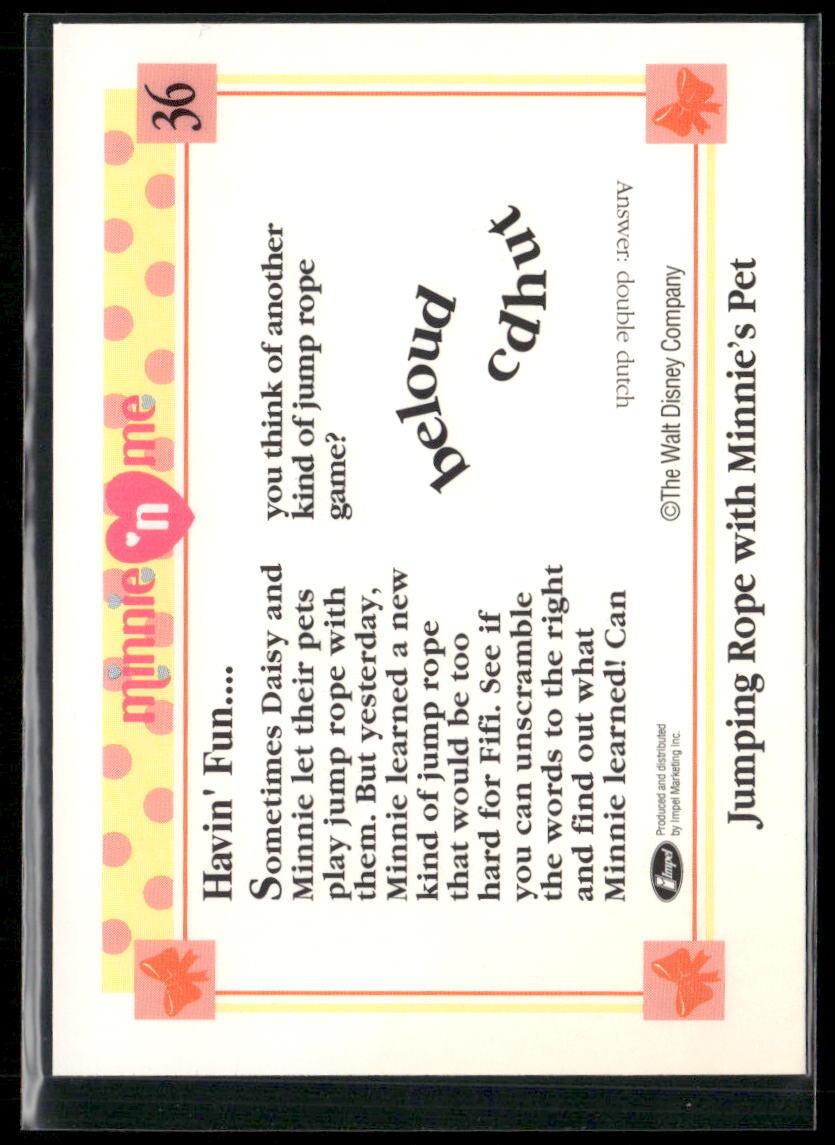 36
minnie 'n me
Havin' Fun....
Sometimes Daisy and
Minnie let their pets
play jump rope with
them. But yesterday,
Minnie learned a new
kind of jump rope
that would be too
hard for Fifi. See if
you can unscramble
the words to the right
and find out what
Minnie learned! Can
you think of another
kind of jump rope
game?
beloud
cdhut
Answer: double dutch
impel
Produced and distributed
by Impel Marketing Inc.
©The Walt Disney Company
Jumping Rope with Minnie's Pet